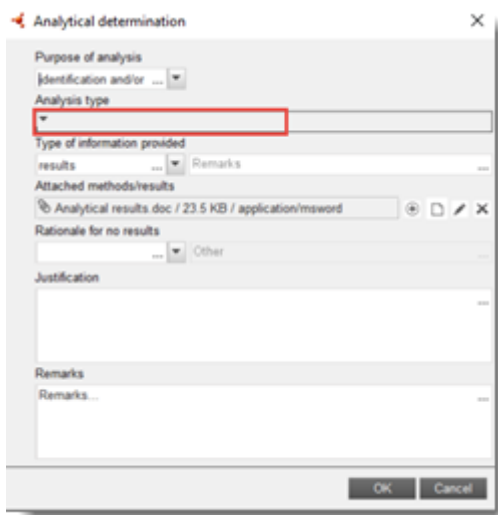 Analytical determination
Purpose of analysis
identification and/or ...
Analysis type
Type of information provided
results ... Remarks ...
Attached methods/results
Analytical results.doc / 23.5 KB / application/msword
Rationale for no results
... Other ...
Justification
...
Remarks
Remarks... ...
OK Cancel